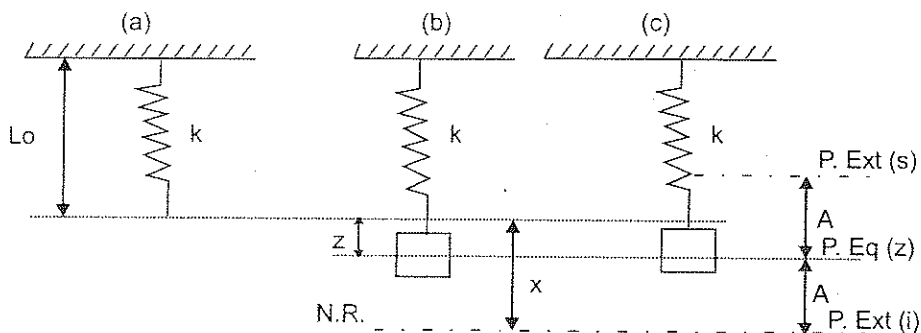 (a) (b) (c)
Lo k k k
P. Ext (s)
A
z P. Eq (z)
x A
N.R. P. Ext (i)